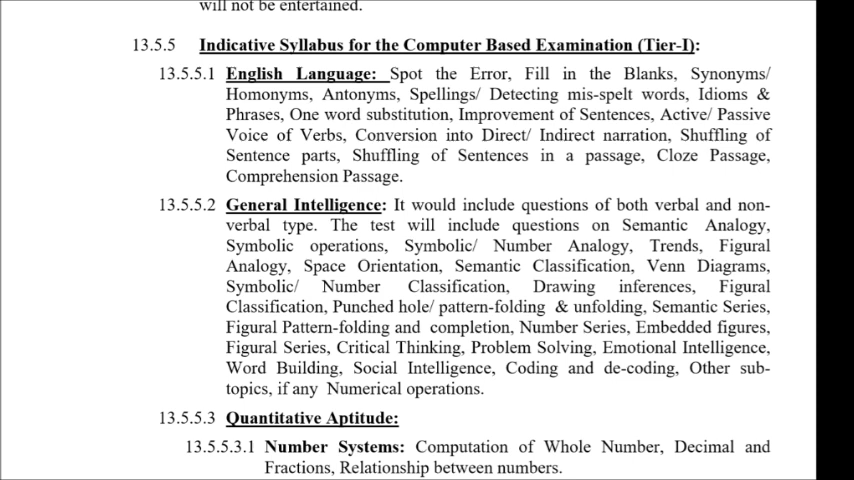 will not be entertained.
13.5.5 Indicative Syllabus for the Computer Based Examination (Tier-I):
13.5.5.1 English Language: Spot the Error, Fill in the Blanks, Synonyms/
Homonyms, Antonyms, Spellings/ Detecting mis-spelt words, Idioms &
Phrases, One word substitution, Improvement of Sentences, Active/ Passive
Voice of Verbs, Conversion into Direct/ Indirect narration, Shuffling of
Sentence parts, Shuffling of Sentences in a passage, Cloze Passage,
Comprehension Passage.
13.5.5.2 General Intelligence: It would include questions of both verbal and non-
verbal type. The test will include questions on Semantic Analogy,
Symbolic operations, Symbolic/ Number Analogy, Trends, Figural
Analogy, Space Orientation, Semantic Classification, Venn Diagrams,
Symbolic/ Number Classification, Drawing inferences, Figural
Classification, Punched hole/ pattern-folding & unfolding, Semantic Series,
Figural Pattern-folding and completion, Number Series, Embedded figures,
Figural Series, Critical Thinking, Problem Solving, Emotional Intelligence,
Word Building, Social Intelligence, Coding and de-coding, Other sub-
topics, if any Numerical operations.
13.5.5.3 Quantitative Aptitude:
13.5.5.3.1 Number Systems: Computation of Whole Number, Decimal and
Fractions, Relationship between numbers.